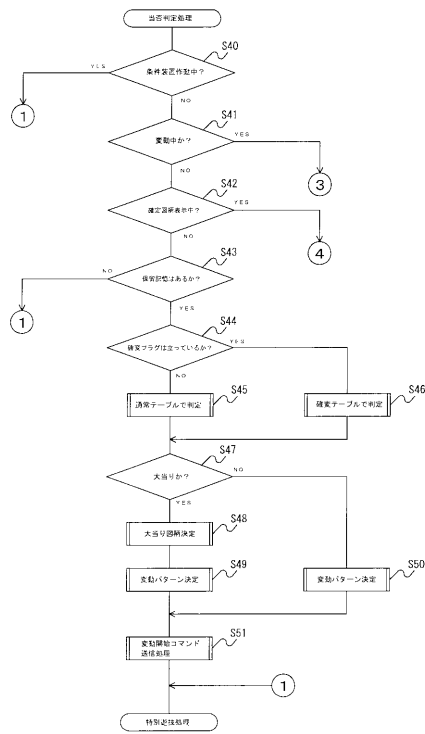 当否判定処理
S40
条件装置作動中？
YES
①
NO
S41
変動中か？
YES
③
NO
S42
確定図柄表示中？
YES
④
NO
S43
保留記憶はあるか？
NO
①
YES
S44
確変フラグは立っているか？
YES
NO
S45
通常テーブルで判定
S46
確変テーブルで判定
S47
大当りか？
NO
YES
S48
大当り図柄決定
S49
変動パターン決定
S50
変動パターン決定
S51
変動開始コマンド
送信処理
①
特別遊技処理